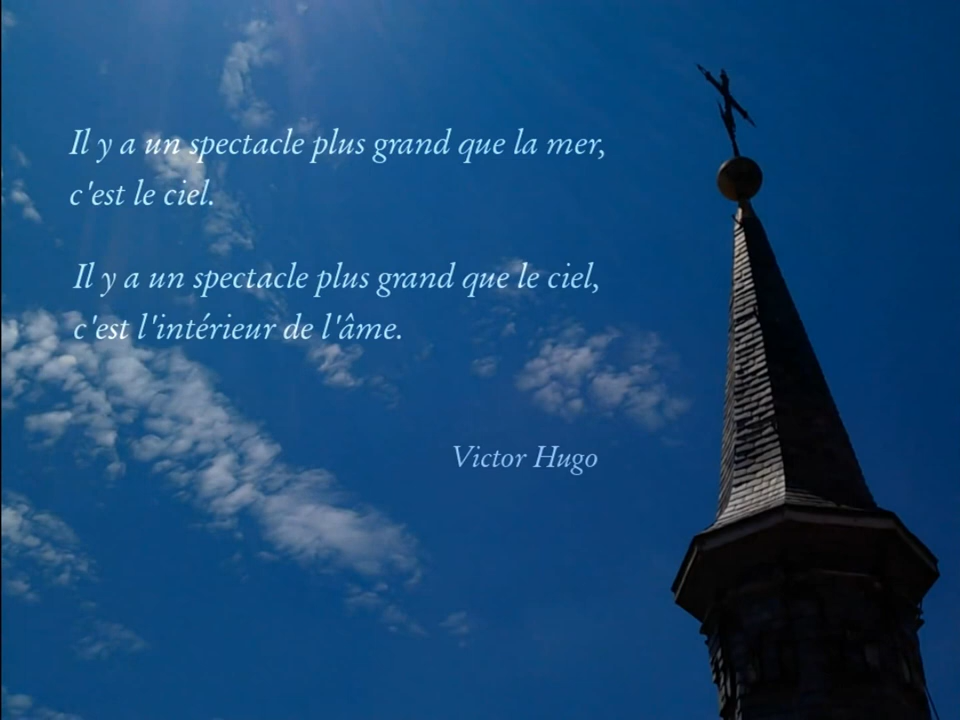 Il y a un spectacle plus grand que la mer,
c'est le ciel.
Il y a un spectacle plus grand que le ciel,
c'est l'intérieur de l'âme.
Victor Hugo